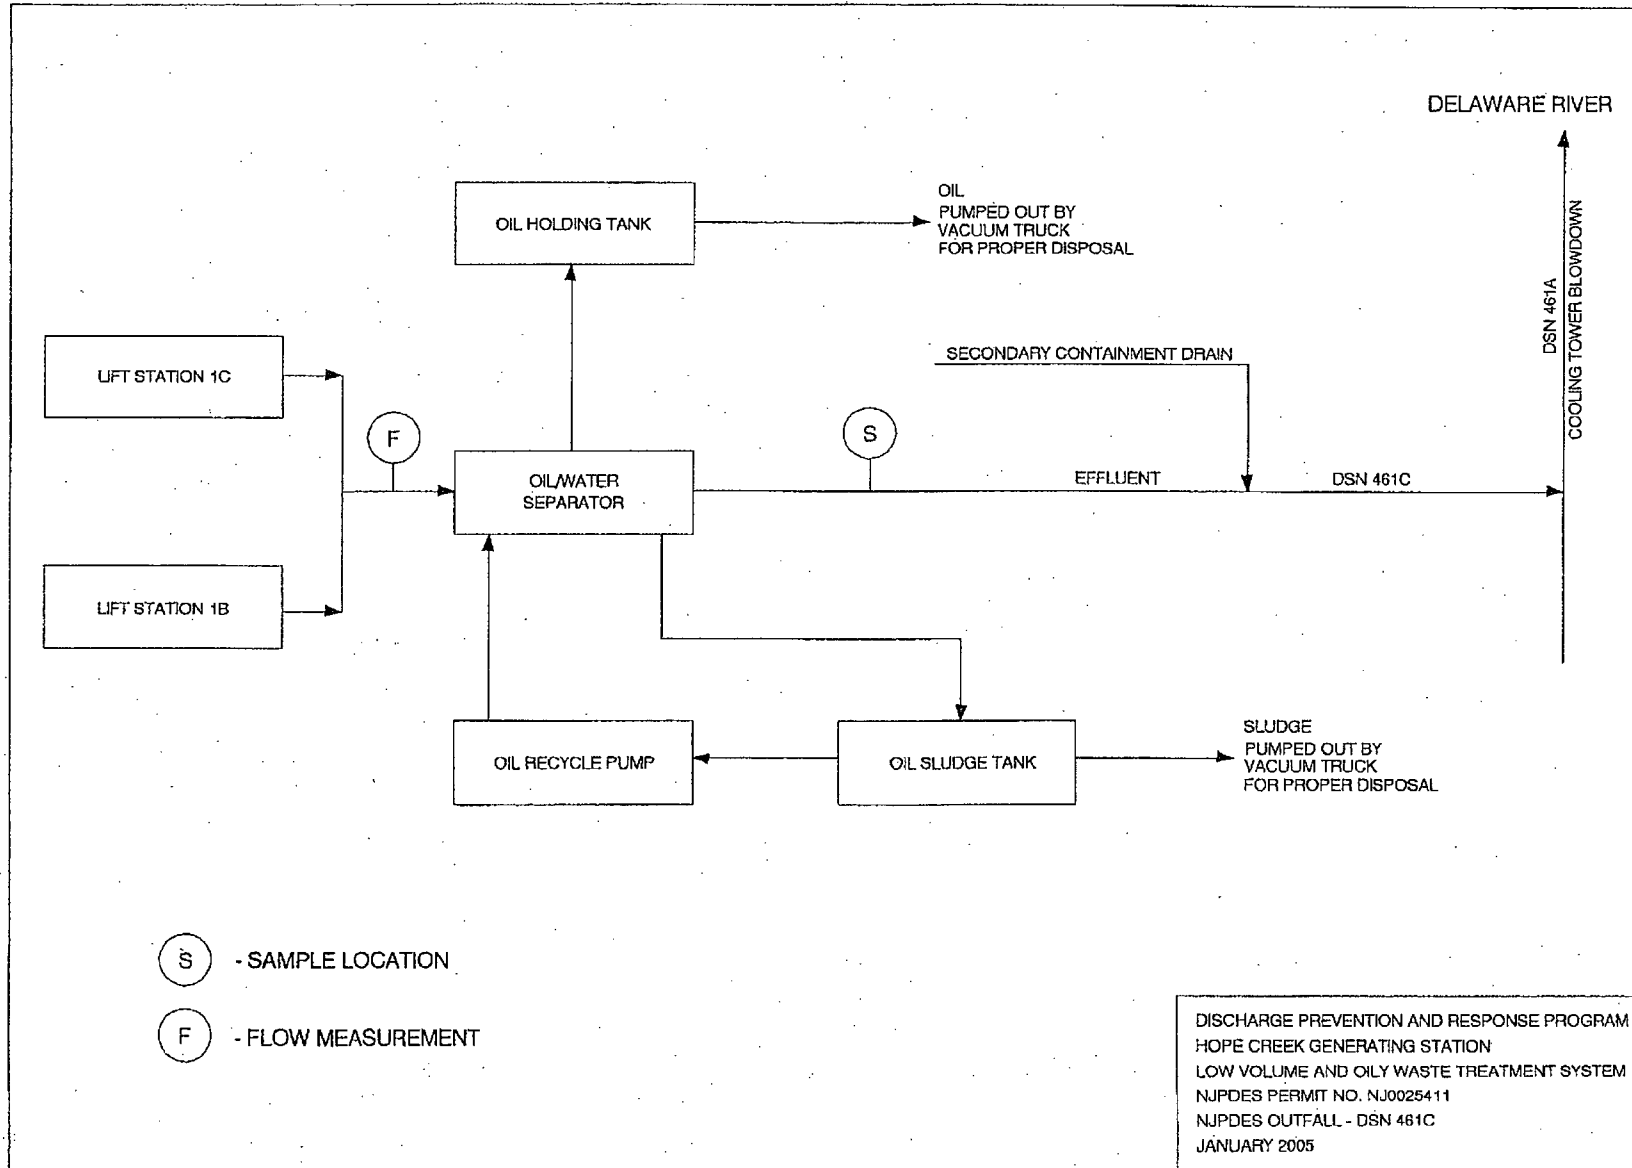 DELAWARE RIVER
OIL HOLDING TANK
OIL
PUMPED OUT BY
VACUUM TRUCK
FOR PROPER DISPOSAL
DSN 461A
COOLING TOWER BLOWDOWN
LIFT STATION 1C
SECONDARY CONTAINMENT DRAIN
F
S
OIL/WATER
SEPARATOR
EFFLUENT
DSN 461C
LIFT STATION 1B
OIL RECYCLE PUMP
OIL SLUDGE TANK
SLUDGE
PUMPED OUT BY
VACUUM TRUCK
FOR PROPER DISPOSAL
S - SAMPLE LOCATION
F - FLOW MEASUREMENT
DISCHARGE PREVENTION AND RESPONSE PROGRAM
HOPE CREEK GENERATING STATION
LOW VOLUME AND OILY WASTE TREATMENT SYSTEM
NJPDES PERMIT NO. NJ0025411
NJPDES OUTFALL - DSN 461C
JANUARY 2005